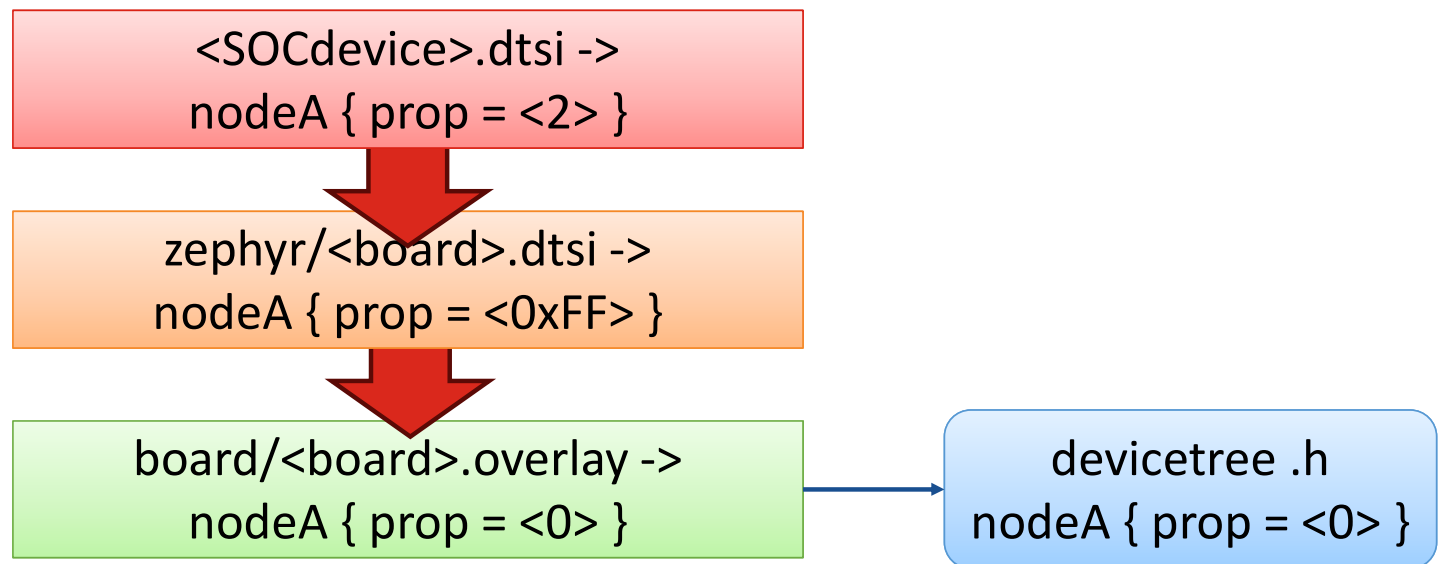 <SOCdevice>.dtsi ->
nodeA { prop = <2> }
zephyr/<board>.dtsi ->
nodeA { prop = <0xFF> }
board/<board>.overlay ->
nodeA { prop = <0> }
devicetree .h
nodeA { prop = <0> }